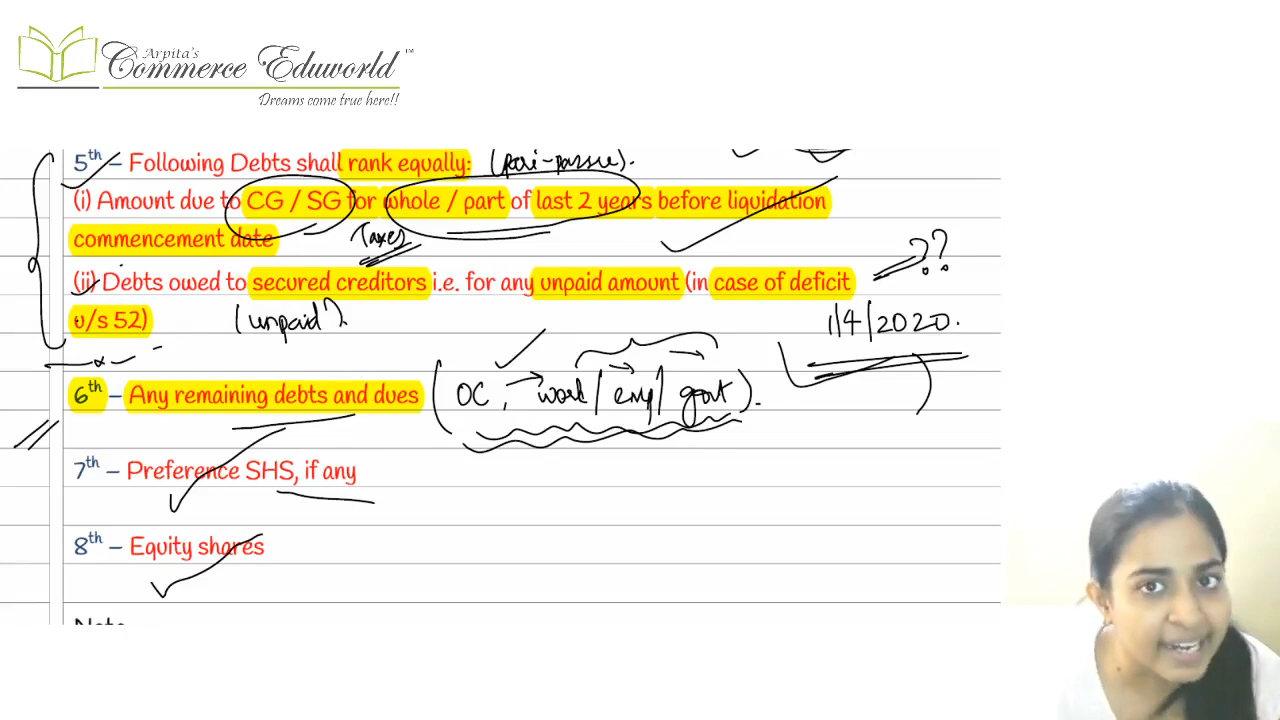 Arpita's
Commerce Eduworld ™
Dreams come true here!!
5th – Following Debts shall rank equally: (pari-passu).
(i) Amount due to CG / SG for whole / part of last 2 years before liquidation
commencement date
(Taxes)
(ii) Debts owed to secured creditors i.e. for any unpaid amount (in case of deficit
??
u/s 52)
(unpaid).
1/4/2020.
6th – Any remaining debts and dues (OC, → work / emp / govt).
7th – Preference SHS, if any
8th – Equity shares